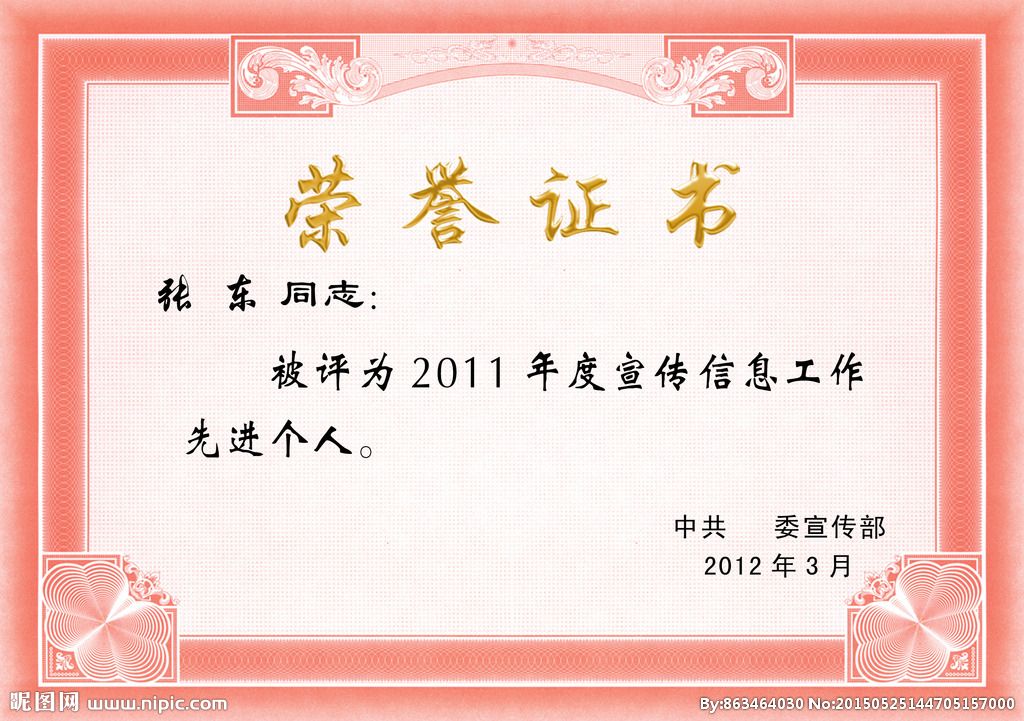 荣誉证书
张 东 同志:
被评为 2011 年度宣传信息工作
先进个人。
中共 委宣传部
2012 年 3 月
昵图网 www.nipic.com
By:863464030 No:20150525144705157000